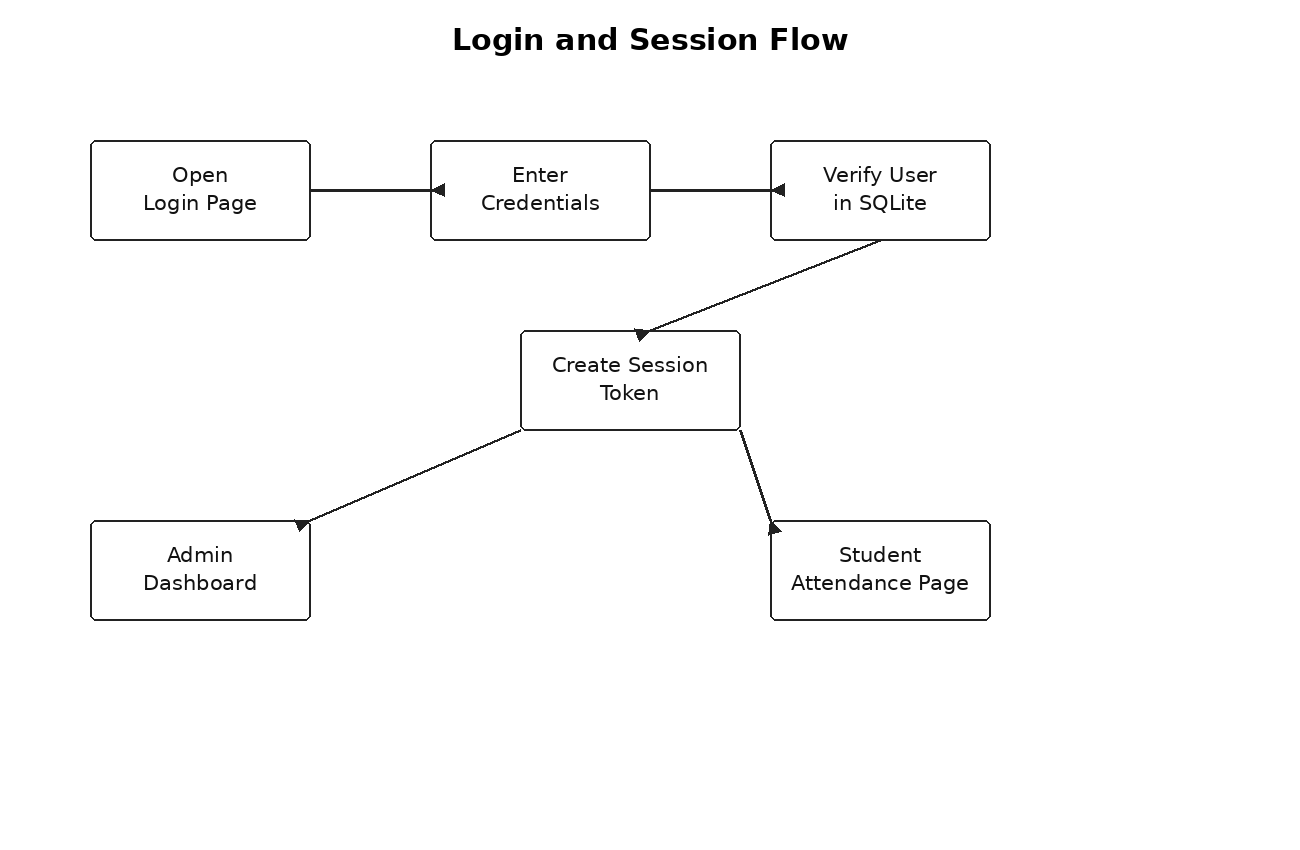 Login and Session Flow
Open
Login Page
Enter
Credentials
Verify User
in SQLite
Create Session
Token
Admin
Dashboard
Student
Attendance Page